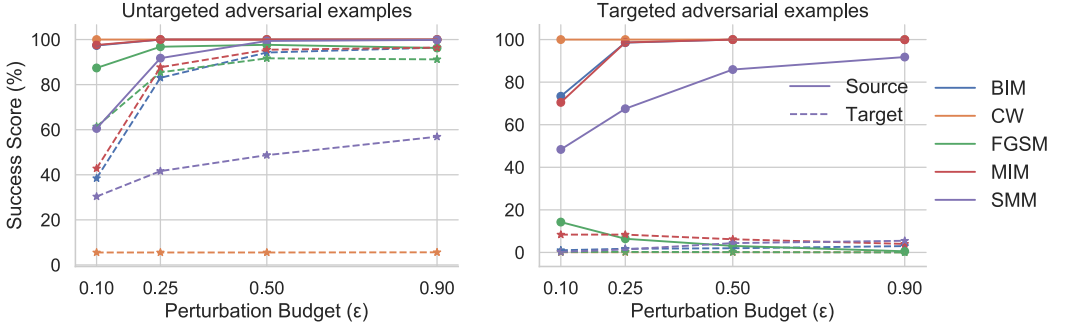 Untargeted adversarial examples
Success Score (%)
100
80
60
40
20
0
0.10 0.25 0.50 0.90
Perturbation Budget (ε)
Targeted adversarial examples
100
80
60
40
20
0
0.10 0.25 0.50 0.90
Perturbation Budget (ε)
Source
Target
BIM
CW
FGSM
MIM
SMM